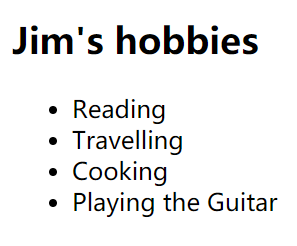 Jim's hobbies
Reading
Travelling
Cooking
Playing the Guitar